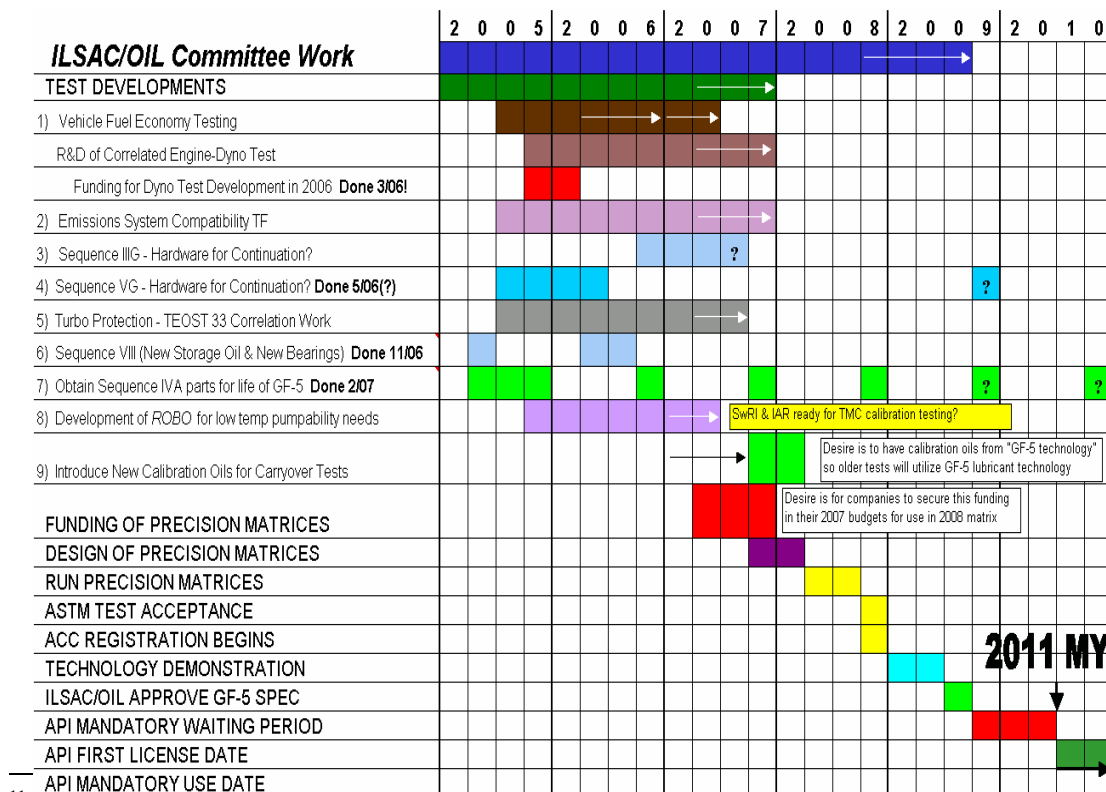 2 0 0 5 2 0 0 6 2 0 0 7 2 0 0 8 2 0 0 9 2 0 1 0
ILSAC/OIL Committee Work
TEST DEVELOPMENTS
1) Vehicle Fuel Economy Testing
R&D of Correlated Engine-Dyno Test
Funding for Dyno Test Development in 2006 Done 3/06!
2) Emissions System Compatibility TF
3) Sequence IIIG - Hardware for Continuation?
?
4) Sequence VG - Hardware for Continuation? Done 5/06(?)
?
5) Turbo Protection - TEOST 33 Correlation Work
6) Sequence VIII (New Storage Oil & New Bearings) Done 11/06
7) Obtain Sequence IVA parts for life of GF-5 Done 2/07
? ?
8) Development of ROBO for low temp pumpability needs
SwRI & IAR ready for TMC calibration testing?
9) Introduce New Calibration Oils for Carryover Tests
Desire is to have calibration oils from "GF-5 technology"
so older tests will utilize GF-5 lubricant technology
FUNDING OF PRECISION MATRICES
Desire is for companies to secure this funding
in their 2007 budgets for use in 2008 matrix
DESIGN OF PRECISION MATRICES
RUN PRECISION MATRICES
ASTM TEST ACCEPTANCE
ACC REGISTRATION BEGINS
2011 MY
TECHNOLOGY DEMONSTRATION
ILSAC/OIL APPROVE GF-5 SPEC
API MANDATORY WAITING PERIOD
API FIRST LICENSE DATE
API MANDATORY USE DATE